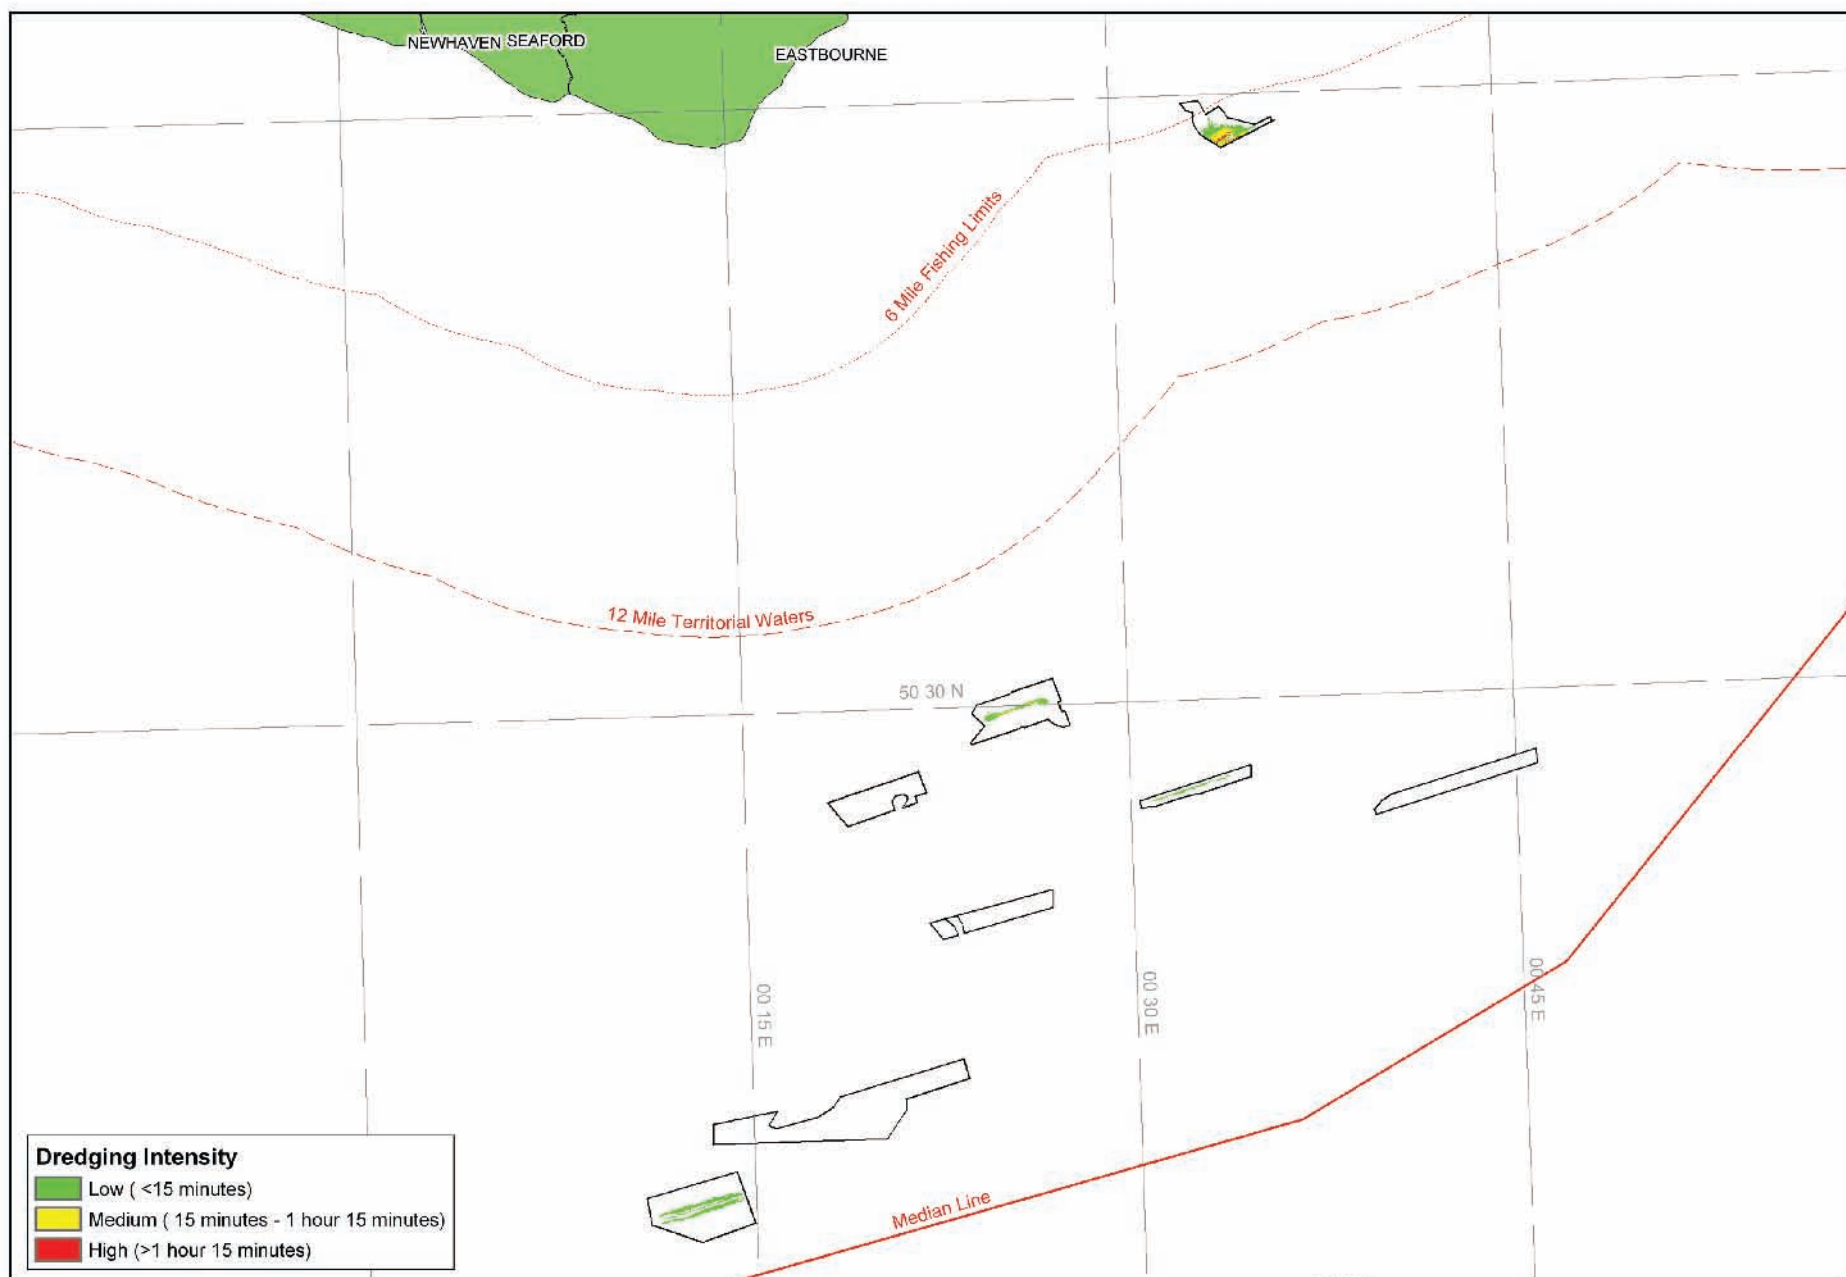 NEWHAVEN
SEAFORD
EASTBOURNE
6 Mile Fishing Limits
12 Mile Territorial Waters
50 30 N
00 15 E
00 30 E
00 45 E
Median Line
Dredging Intensity
Low ( <15 minutes)
Medium ( 15 minutes - 1 hour 15 minutes)
High (>1 hour 15 minutes)